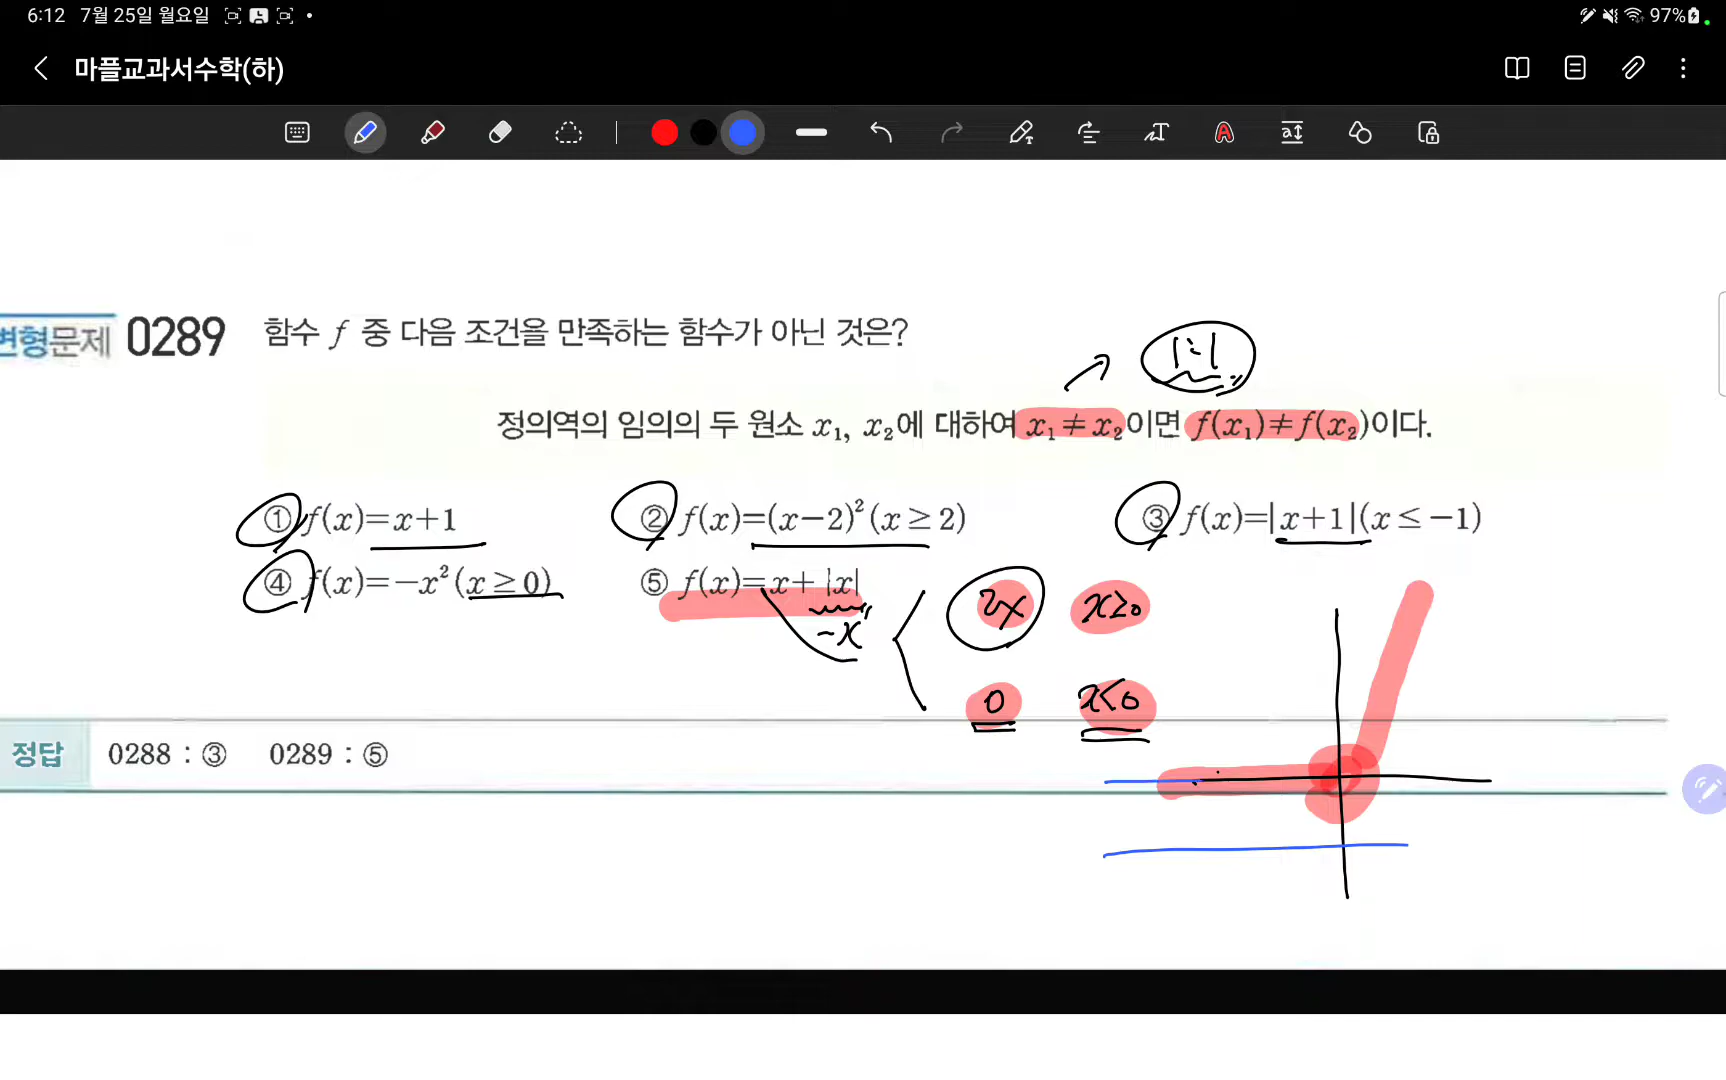 6:12 7월 25일 월요일
97%
마플교과서수학(하)
변형문제 0289 함수 f 중 다음 조건을 만족하는 함수가 아닌 것은?
1:1
정의역의 임의의 두 원소 x₁, x₂에 대하여 x₁≠x₂이면 f(x₁)≠f(x₂)이다.
① f(x)=x+1 ② f(x)=(x−2)²(x≥2) ③ f(x)=|x+1|(x≤−1)
④ f(x)=−x²(x≥0) ⑤ f(x)=x+|x|
2x x≥0
−x
0 x<0
정답 0288 : ③ 0289 : ⑤